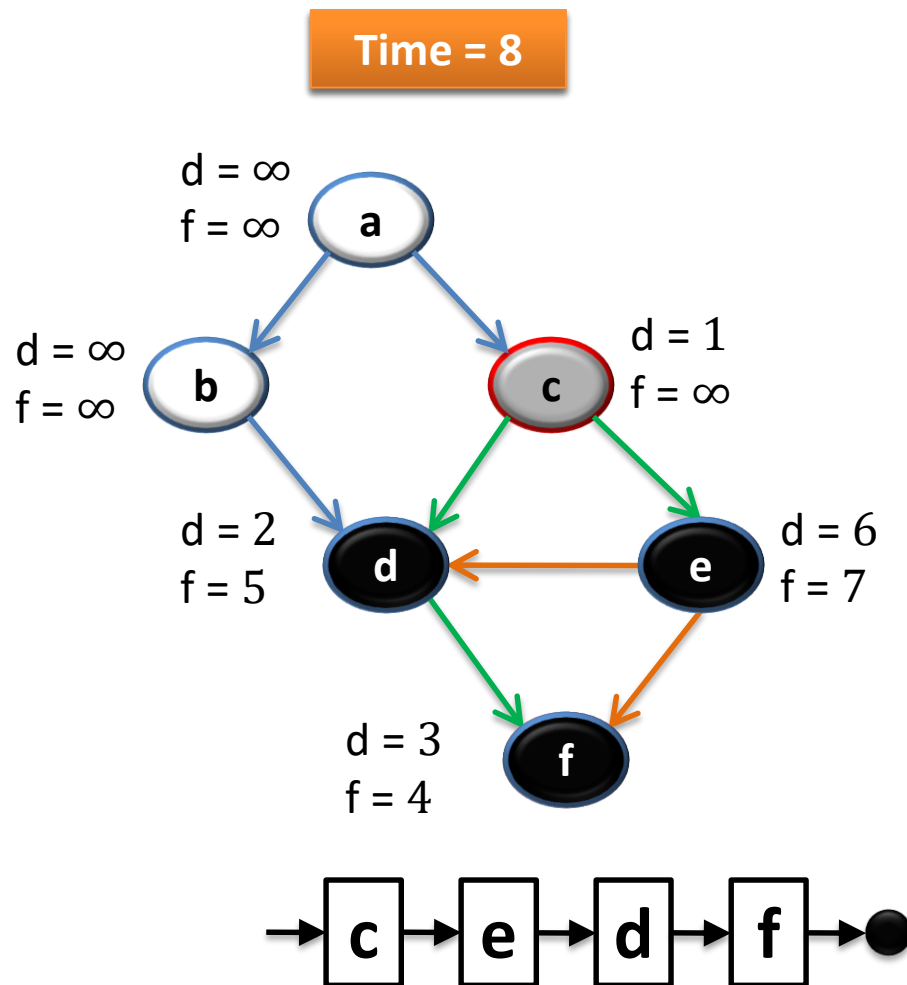 Time = 8
d = ∞
f = ∞
a
d = ∞
f = ∞
b
c
d = 1
f = ∞
d = 2
f = 5
d
e
d = 6
f = 7
d = 3
f = 4
f
c e d f